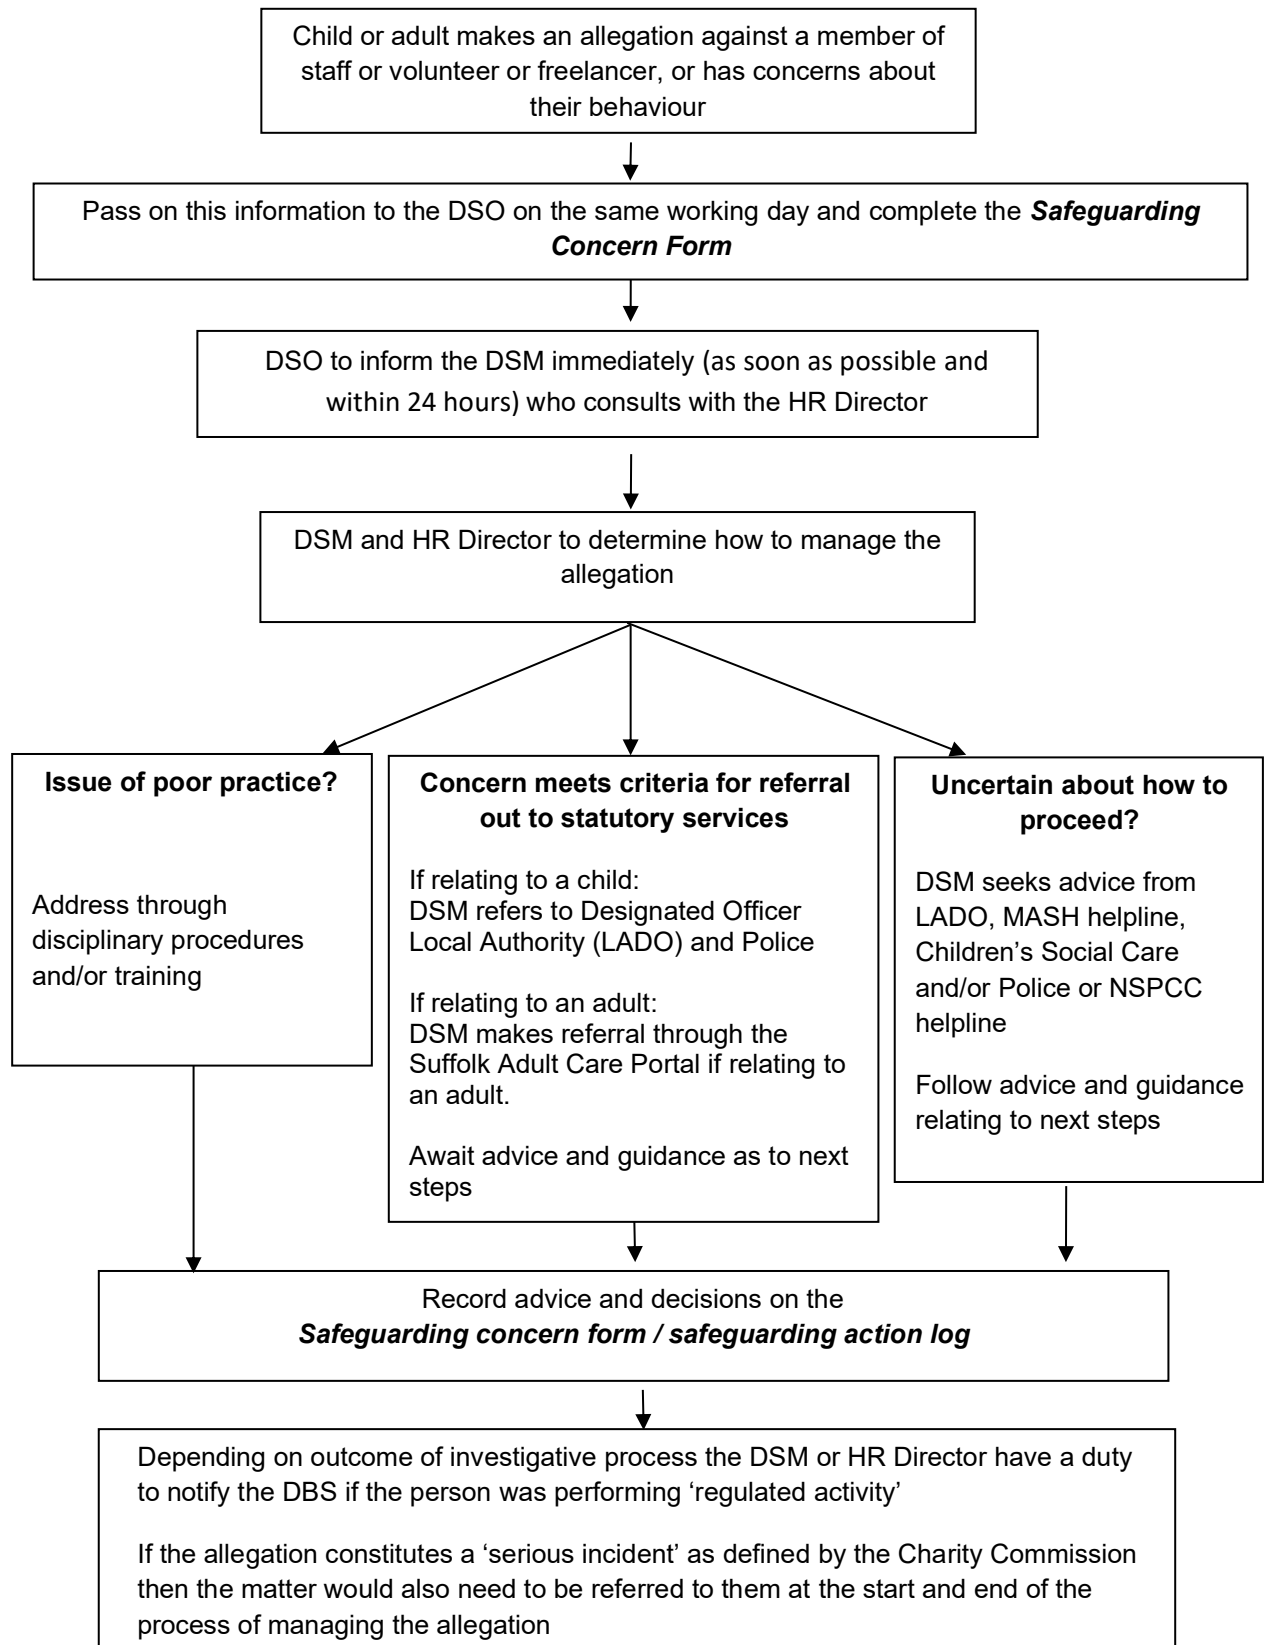 Child or adult makes an allegation against a member of
staff or volunteer or freelancer, or has concerns about
their behaviour
Pass on this information to the DSO on the same working day and complete the Safeguarding
Concern Form
DSO to inform the DSM immediately (as soon as possible and
within 24 hours) who consults with the HR Director
DSM and HR Director to determine how to manage the
allegation
Issue of poor practice?
Address through
disciplinary procedures
and/or training
Concern meets criteria for referral
out to statutory services
If relating to a child:
DSM refers to Designated Officer
Local Authority (LADO) and Police
If relating to an adult:
DSM makes referral through the
Suffolk Adult Care Portal if relating to
an adult.
Await advice and guidance as to next
steps
Uncertain about how to
proceed?
DSM seeks advice from
LADO, MASH helpline,
Children’s Social Care
and/or Police or NSPCC
helpline
Follow advice and guidance
relating to next steps
Record advice and decisions on the
Safeguarding concern form / safeguarding action log
Depending on outcome of investigative process the DSM or HR Director have a duty
to notify the DBS if the person was performing ‘regulated activity’
If the allegation constitutes a ‘serious incident’ as defined by the Charity Commission
then the matter would also need to be referred to them at the start and end of the
process of managing the allegation